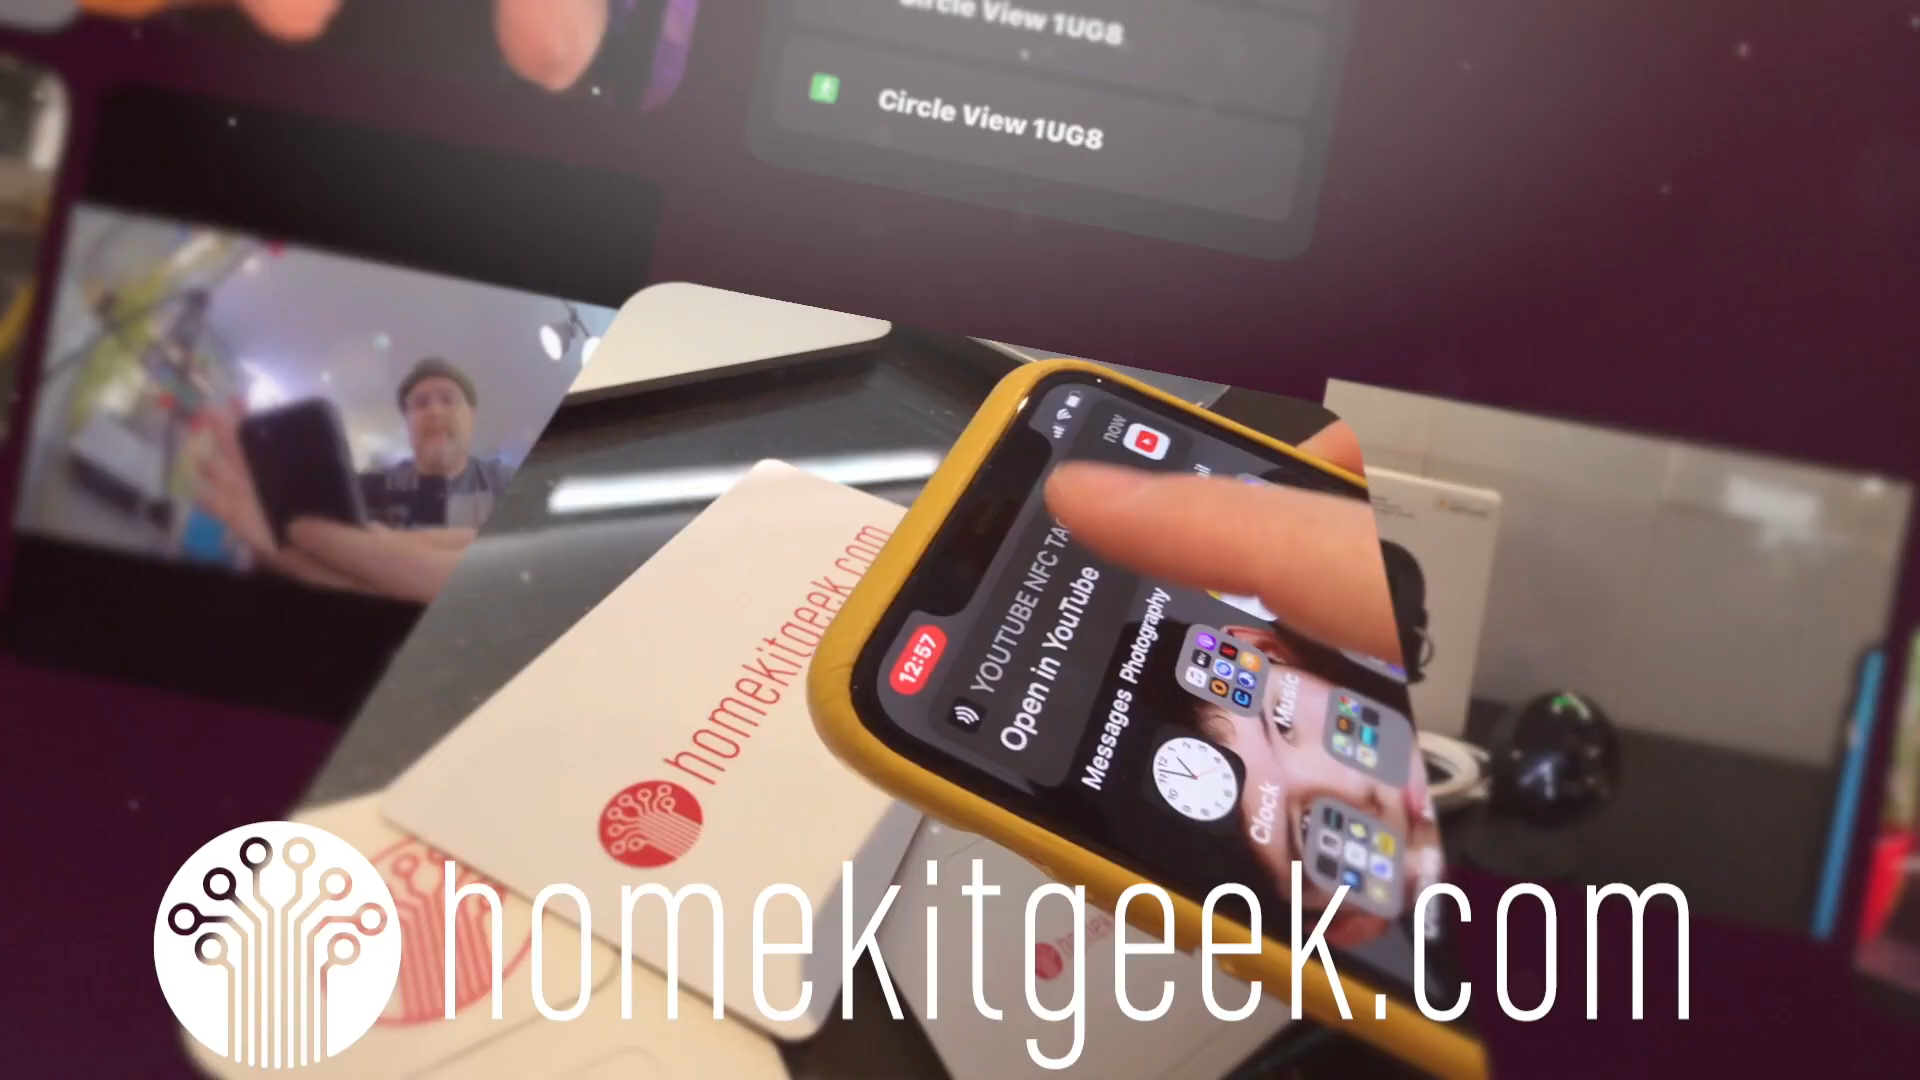 Circle View 1UG8
Circle View 1UG8
now
YOUTUBE NFC TAG
Open in YouTube
12:57
Messages
Photography
Clock
Music
homekitgeek.com
homekitgeek.com